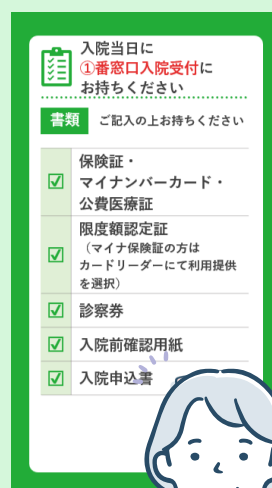 入院当日に
①番窓口入院受付に
お持ちください
書類 ご記入の上お持ちください
保険証・
マイナンバーカード・
公費医療証
限度額認定証
（マイナ保険証の方は
カードリーダーにて利用提供
を選択）
診察券
入院前確認用紙
入院申込書